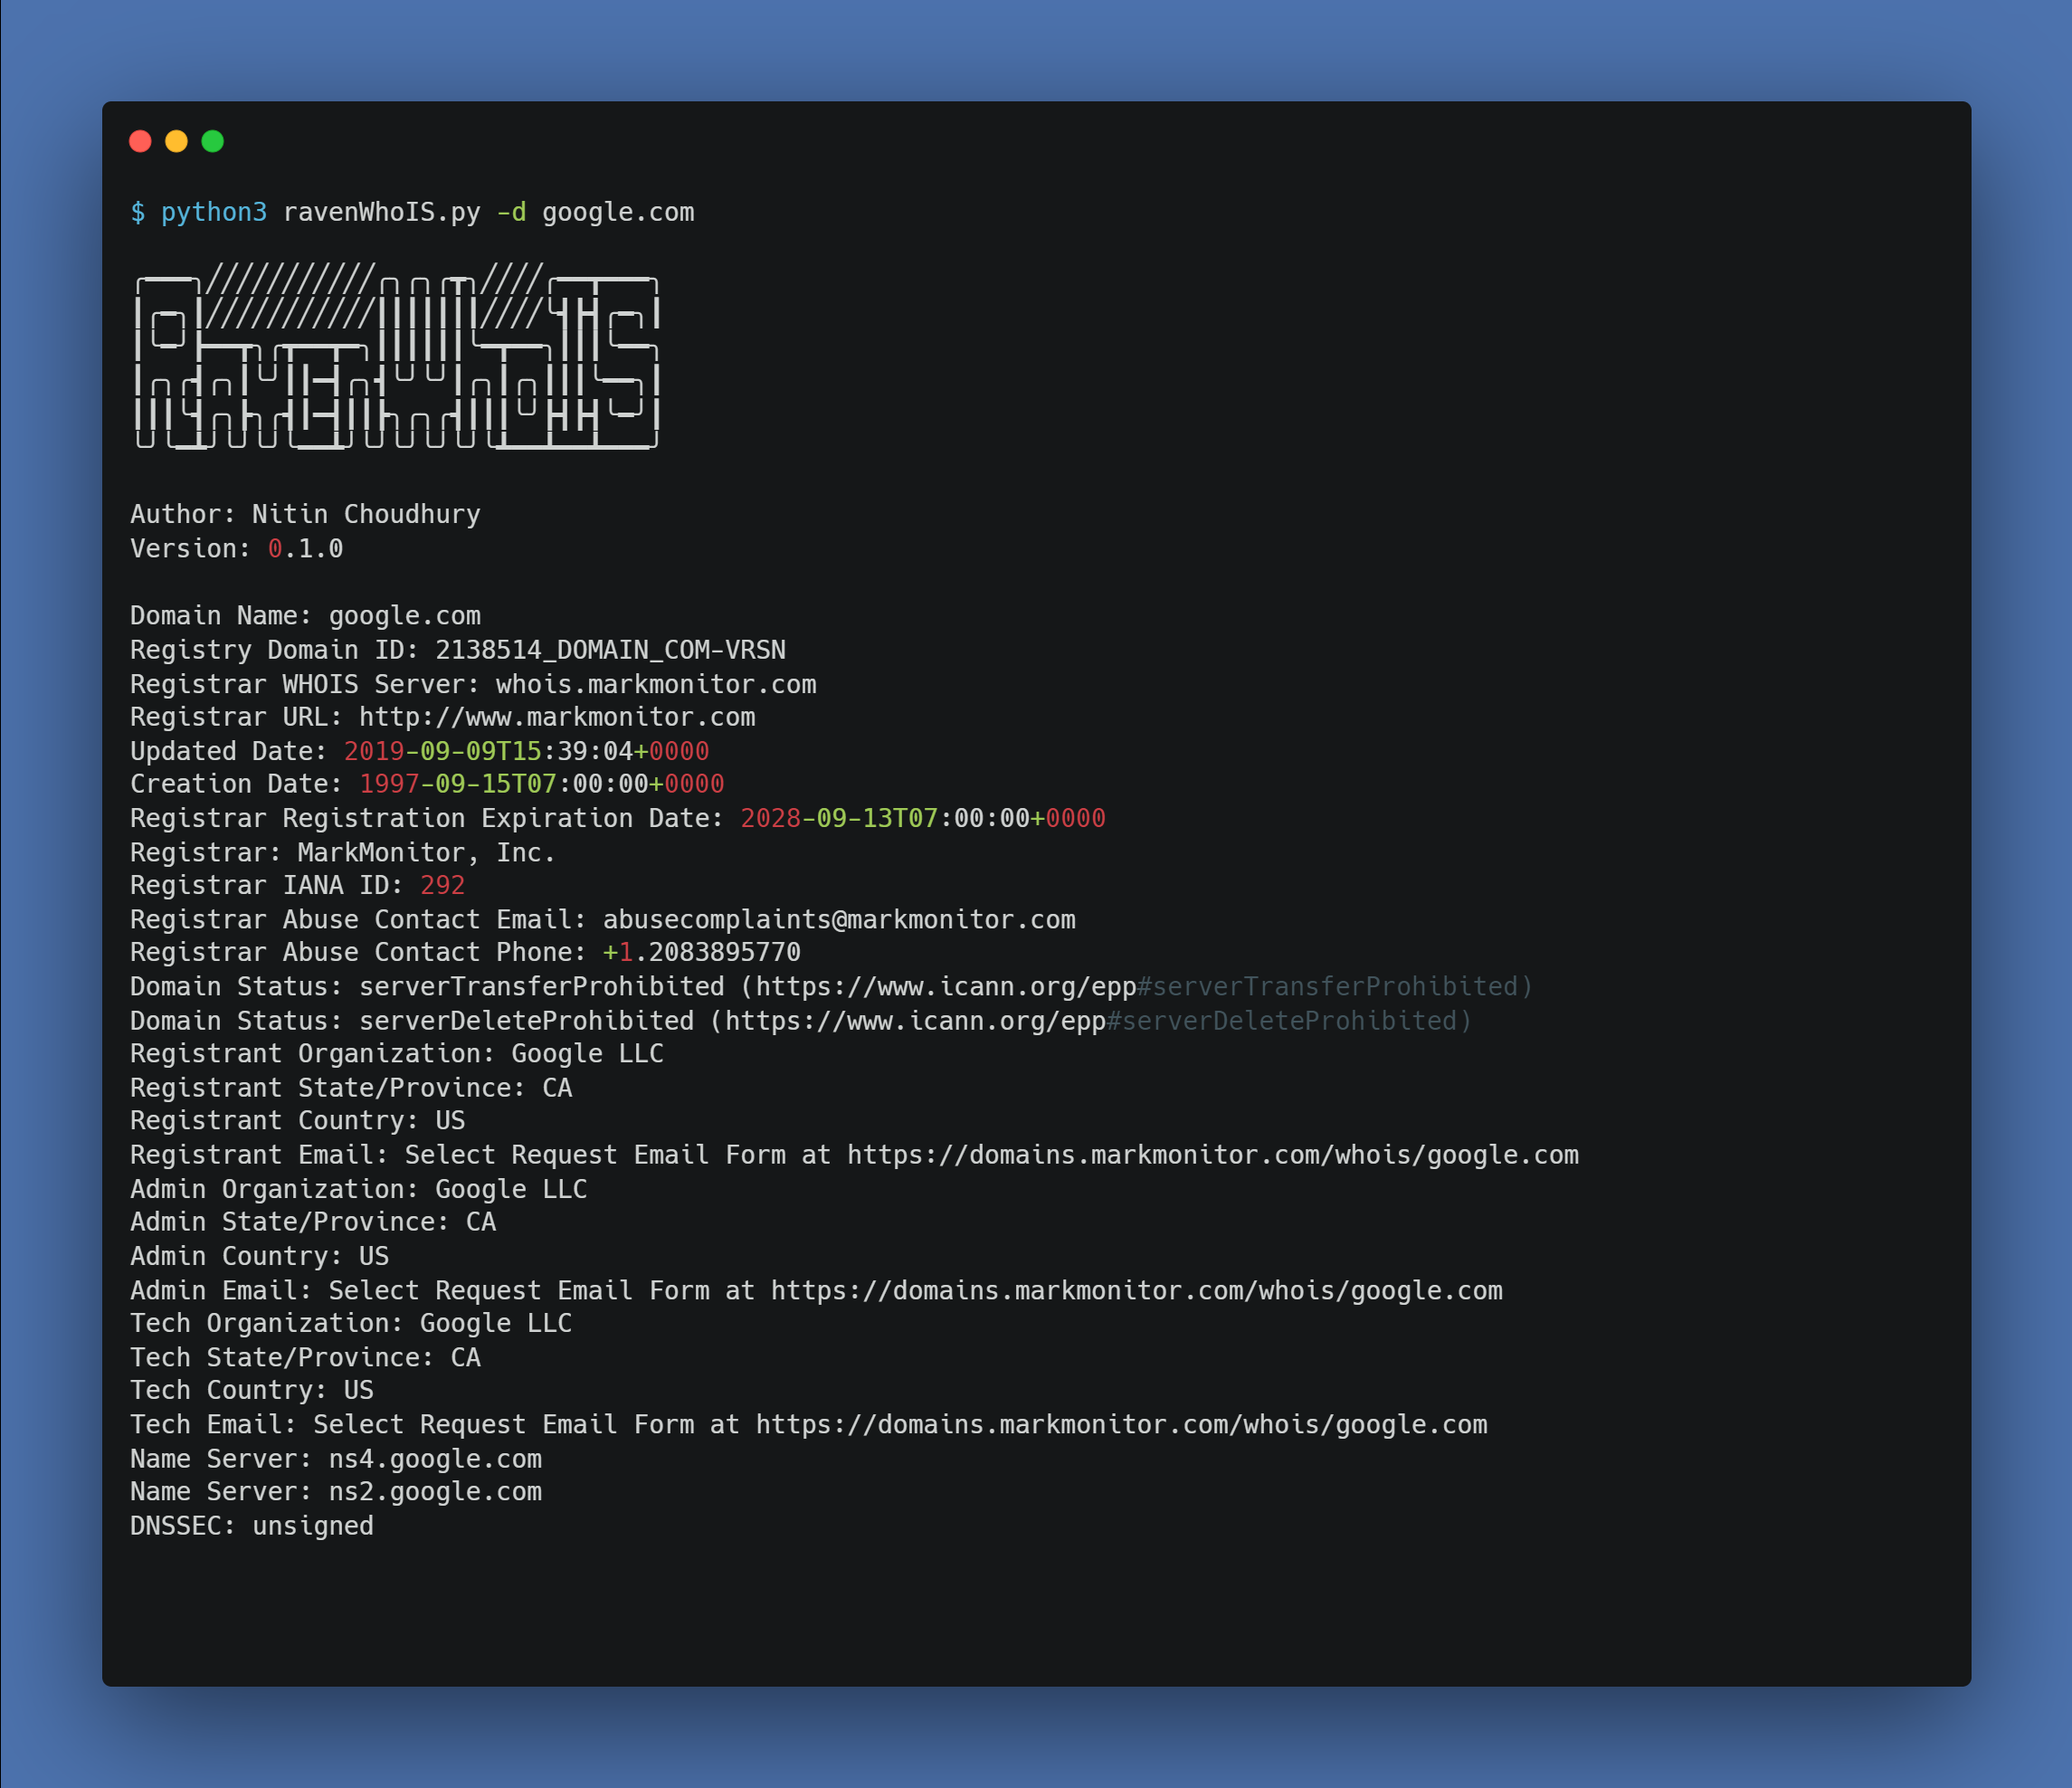 $ python3 ravenWhoIS.py -d google.com
Author: Nitin Choudhury
Version: 0.1.0
Domain Name: google.com
Registry Domain ID: 2138514_DOMAIN_COM-VRSN
Registrar WHOIS Server: whois.markmonitor.com
Registrar URL: http://www.markmonitor.com
Updated Date: 2019-09-09T15:39:04+0000
Creation Date: 1997-09-15T07:00:00+0000
Registrar Registration Expiration Date: 2028-09-13T07:00:00+0000
Registrar: MarkMonitor, Inc.
Registrar IANA ID: 292
Registrar Abuse Contact Email: abusecomplaints@markmonitor.com
Registrar Abuse Contact Phone: +1.2083895770
Domain Status: serverTransferProhibited (https://www.icann.org/epp#serverTransferProhibited)
Domain Status: serverDeleteProhibited (https://www.icann.org/epp#serverDeleteProhibited)
Registrant Organization: Google LLC
Registrant State/Province: CA
Registrant Country: US
Registrant Email: Select Request Email Form at https://domains.markmonitor.com/whois/google.com
Admin Organization: Google LLC
Admin State/Province: CA
Admin Country: US
Admin Email: Select Request Email Form at https://domains.markmonitor.com/whois/google.com
Tech Organization: Google LLC
Tech State/Province: CA
Tech Country: US
Tech Email: Select Request Email Form at https://domains.markmonitor.com/whois/google.com
Name Server: ns4.google.com
Name Server: ns2.google.com
DNSSEC: unsigned